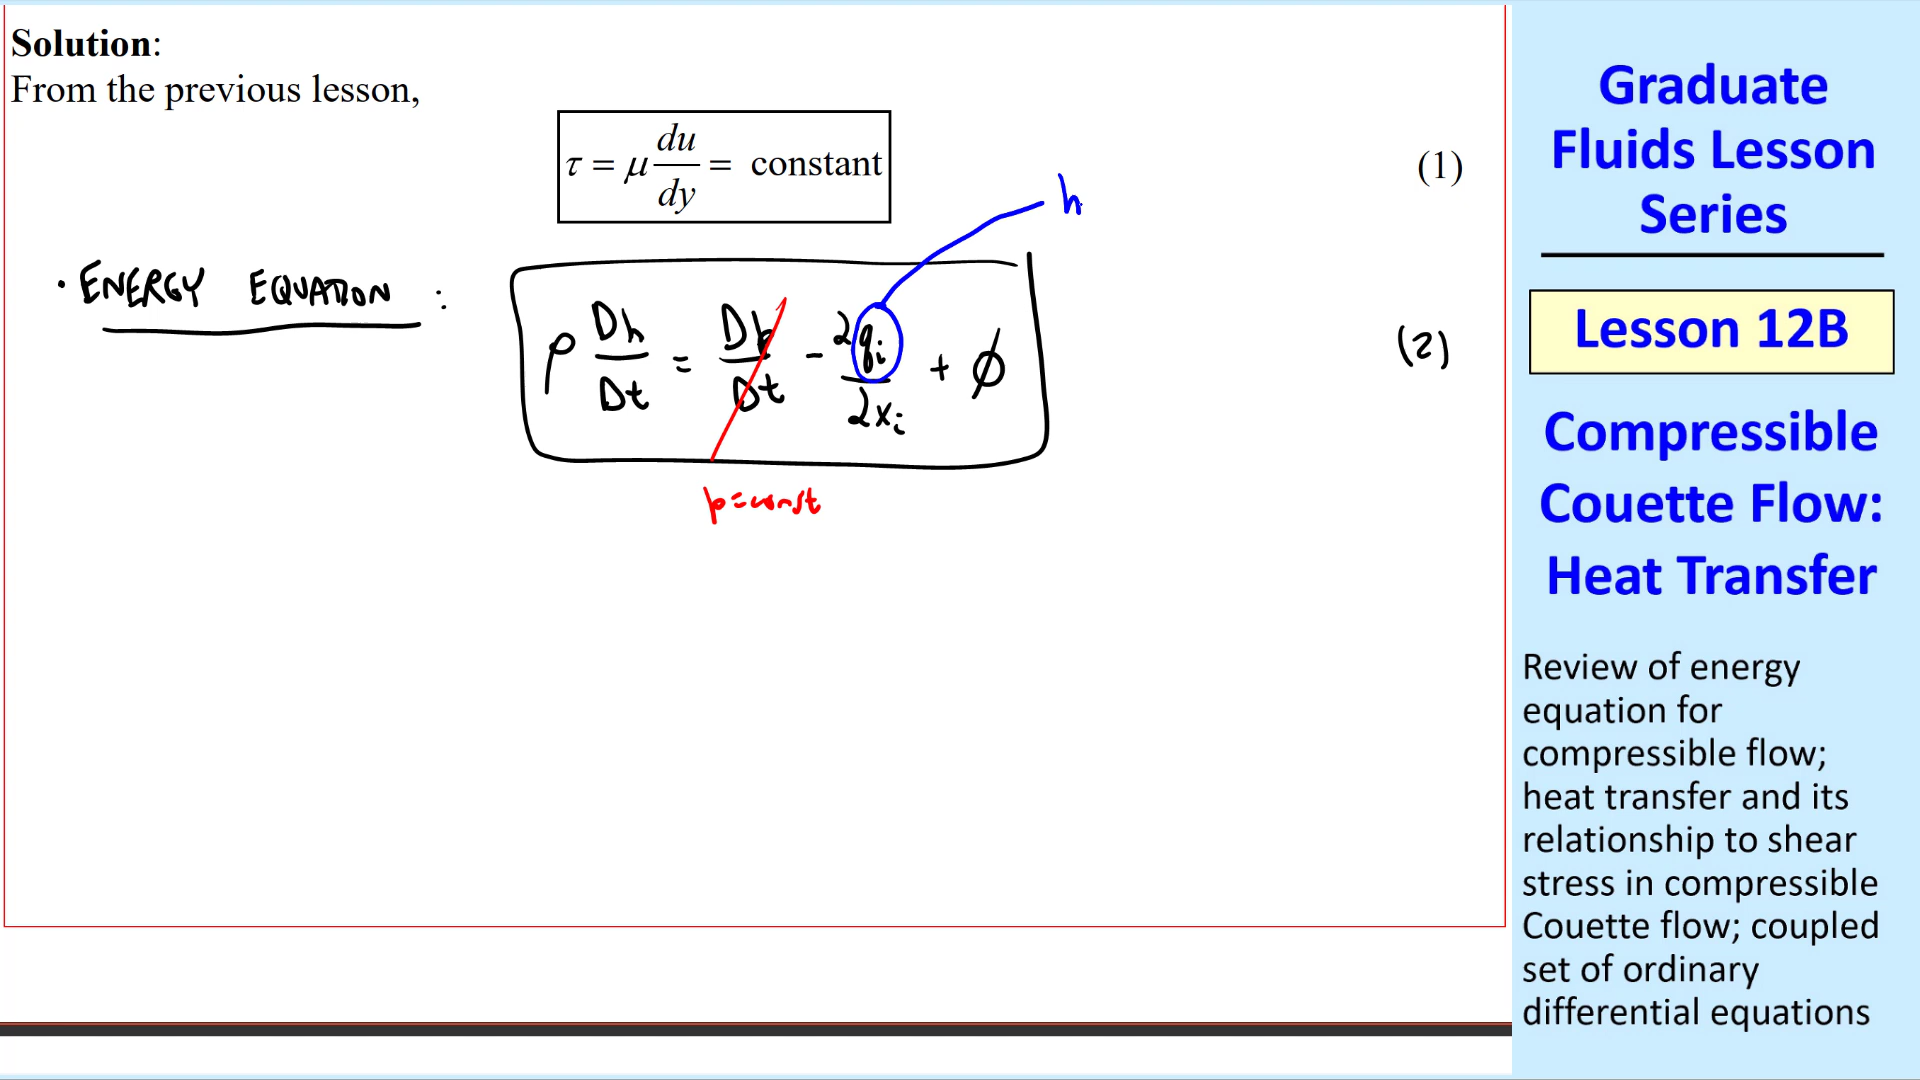 Solution:
From the previous lesson,
τ = μ du/dy = constant (1)
h
· ENERGY EQUATION : ρ Dh/Dt = Dp/Dt - ∂qᵢ/∂xᵢ + ϕ (2)
p=const
Graduate
Fluids Lesson
Series
Lesson 12B
Compressible
Couette Flow:
Heat Transfer
Review of energy
equation for
compressible flow;
heat transfer and its
relationship to shear
stress in compressible
Couette flow; coupled
set of ordinary
differential equations